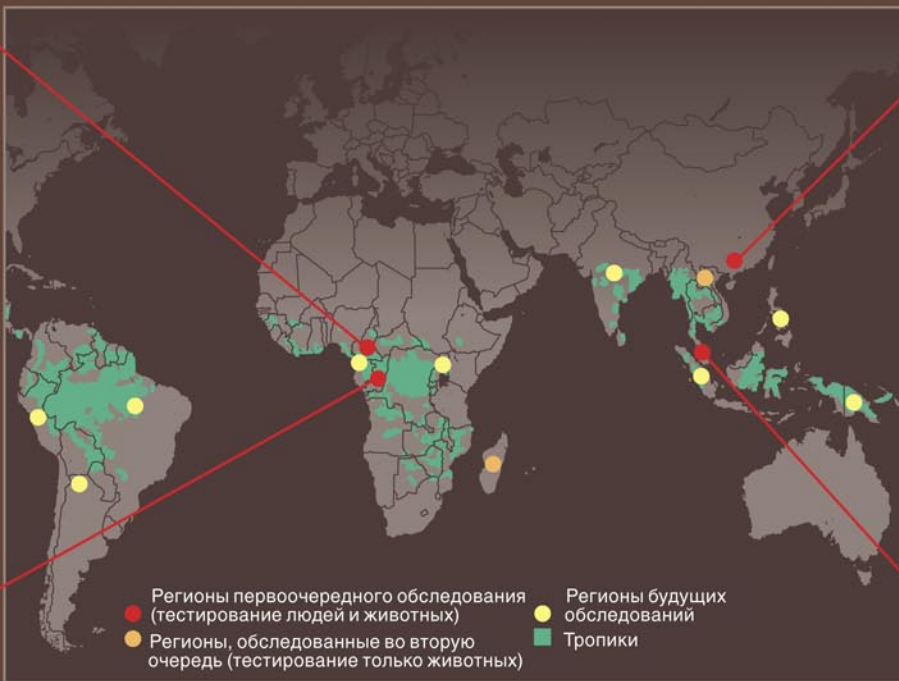 Регионы первоочередного обследования
(тестирование людей и животных)
Регионы, обследованные во вторую
очередь (тестирование только животных)
Регионы будущих
обследований
Тропики